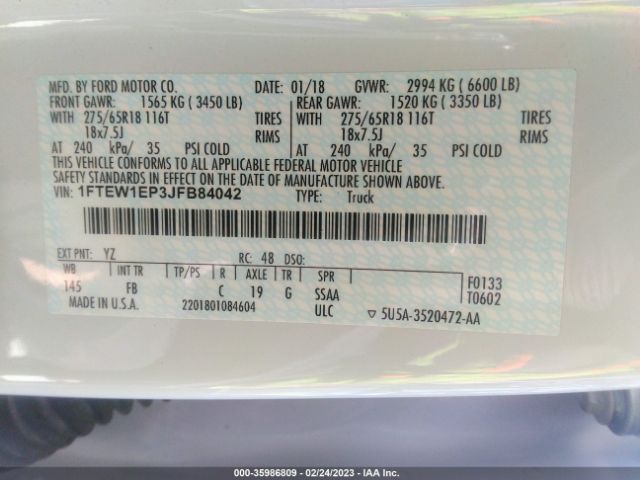 MFD. BY FORD MOTOR CO. DATE: 01/18 GVWR: 2994 KG ( 6600 LB)
FRONT GAWR: 1565 KG ( 3450 LB) REAR GAWR: 1520 KG ( 3350 LB)
WITH 275/65R18 116T TIRES WITH 275/65R18 116T TIRES
18x7.5J RIMS 18x7.5J RIMS
AT 240 kPa/ 35 PSI COLD AT 240 kPa/ 35 PSI COLD
THIS VEHICLE CONFORMS TO ALL APPLICABLE FEDERAL MOTOR VEHICLE
SAFETY STANDARDS IN EFFECT ON THE DATE OF MANUFACTURE SHOWN ABOVE.
VIN: 1FTEW1EP3JFB84042 TYPE: Truck
EXT PNT: YZ RC: 48 DSO:
WB INT TR TP/PS R AXLE TR SPR F0133
145 FB C 19 G SSAA T0602
MADE IN U.S.A. 2201801084604 ULC ▽ 5U5A-3520472-AA
000-35986809 - 02/24/2023 - IAA Inc.